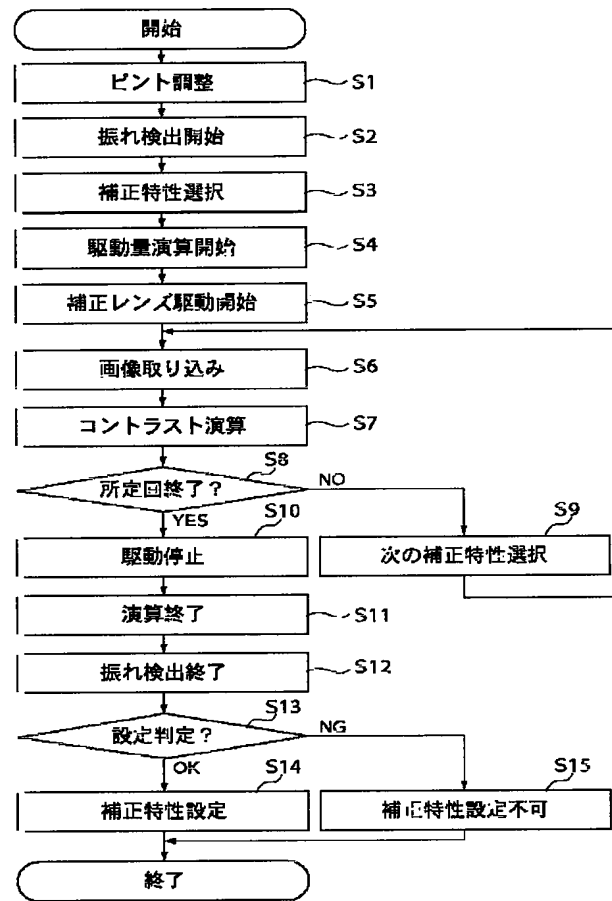 開始
ピント調整
S1
振れ検出開始
S2
補正特性選択
S3
駆動量演算開始
S4
補正レンズ駆動開始
S5
画像取り込み
S6
コントラスト演算
S7
所定回終了？
S8
NO
YES
S10
駆動停止
S9
次の補正特性選択
演算終了
S11
振れ検出終了
S12
設定判定？
S13
NG
OK
S14
補正特性設定
S15
補正特性設定不可
終了